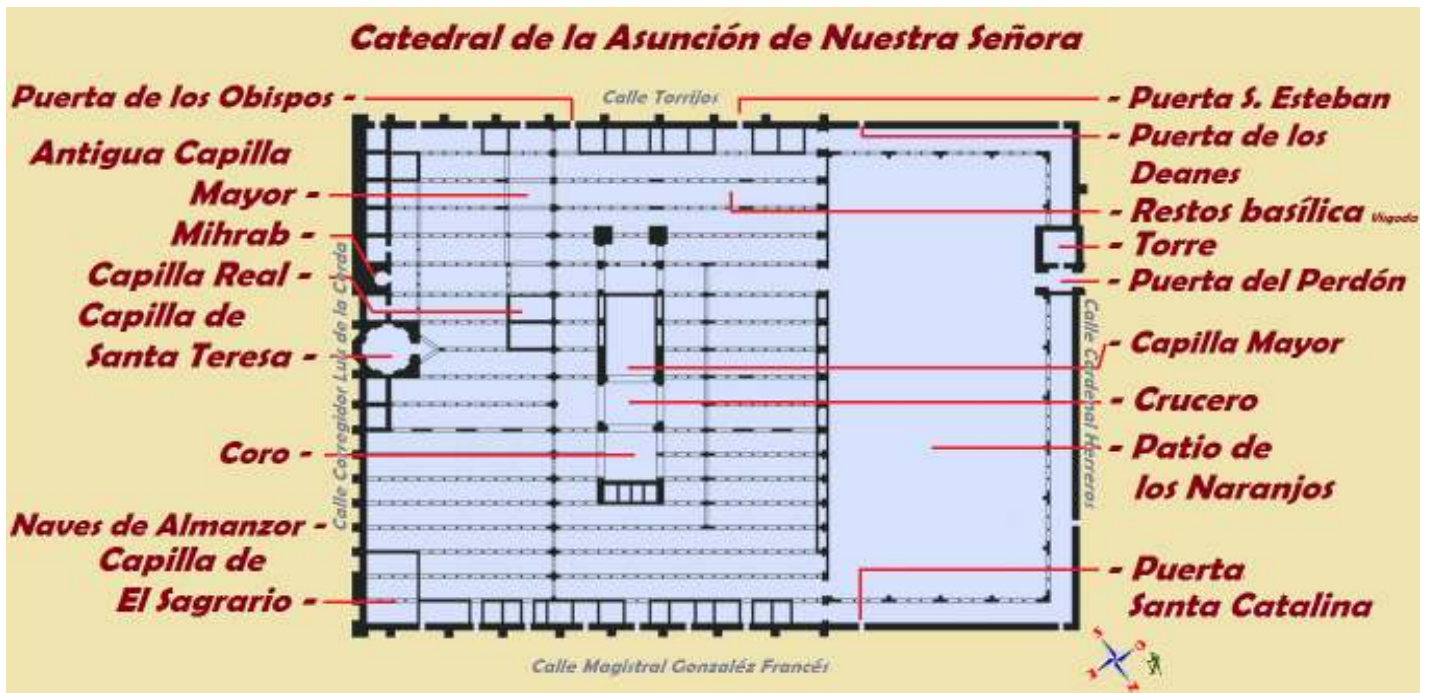 Catedral de la Asunción de Nuestra Señora
Puerta de los Obispos -
Calle Torrijos
- Puerta S. Esteban
Antigua Capilla
Mayor -
- Puerta de los
Deanes
Mihrab -
- Restos basílica Visigoda
Capilla Real -
- Torre
- Puerta del Perdón
Capilla de
Santa Teresa -
Calle Corregidor Luis de la Cerda
Calle Cardenal Herreros
- Capilla Mayor
- Crucero
Coro -
- Patio de
los Naranjos
Naves de Almanzor -
Capilla de
El Sagrario -
- Puerta
Santa Catalina
Calle Magistral Gonzaléz Francés
S
O
E
N